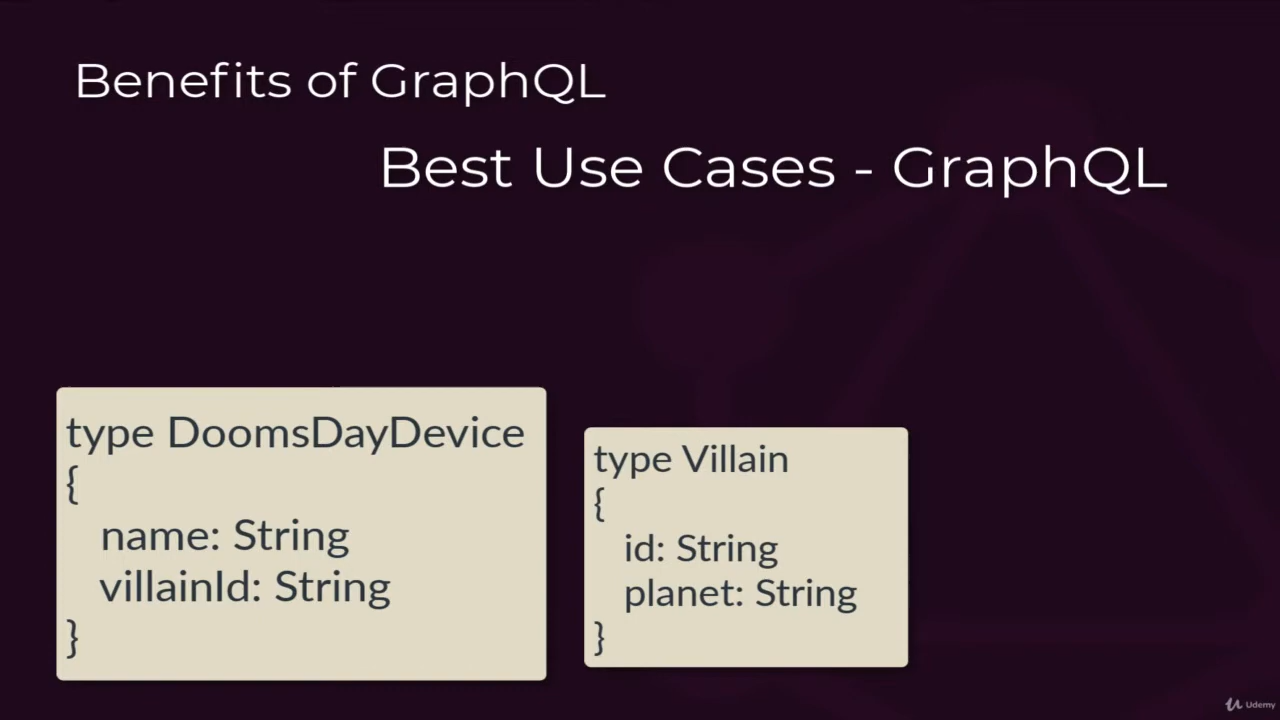 Benefits of GraphQL
Best Use Cases - GraphQL
type DoomsDayDevice
{
name: String
villainId: String
}
type Villain
{
id: String
planet: String
}
Udemy